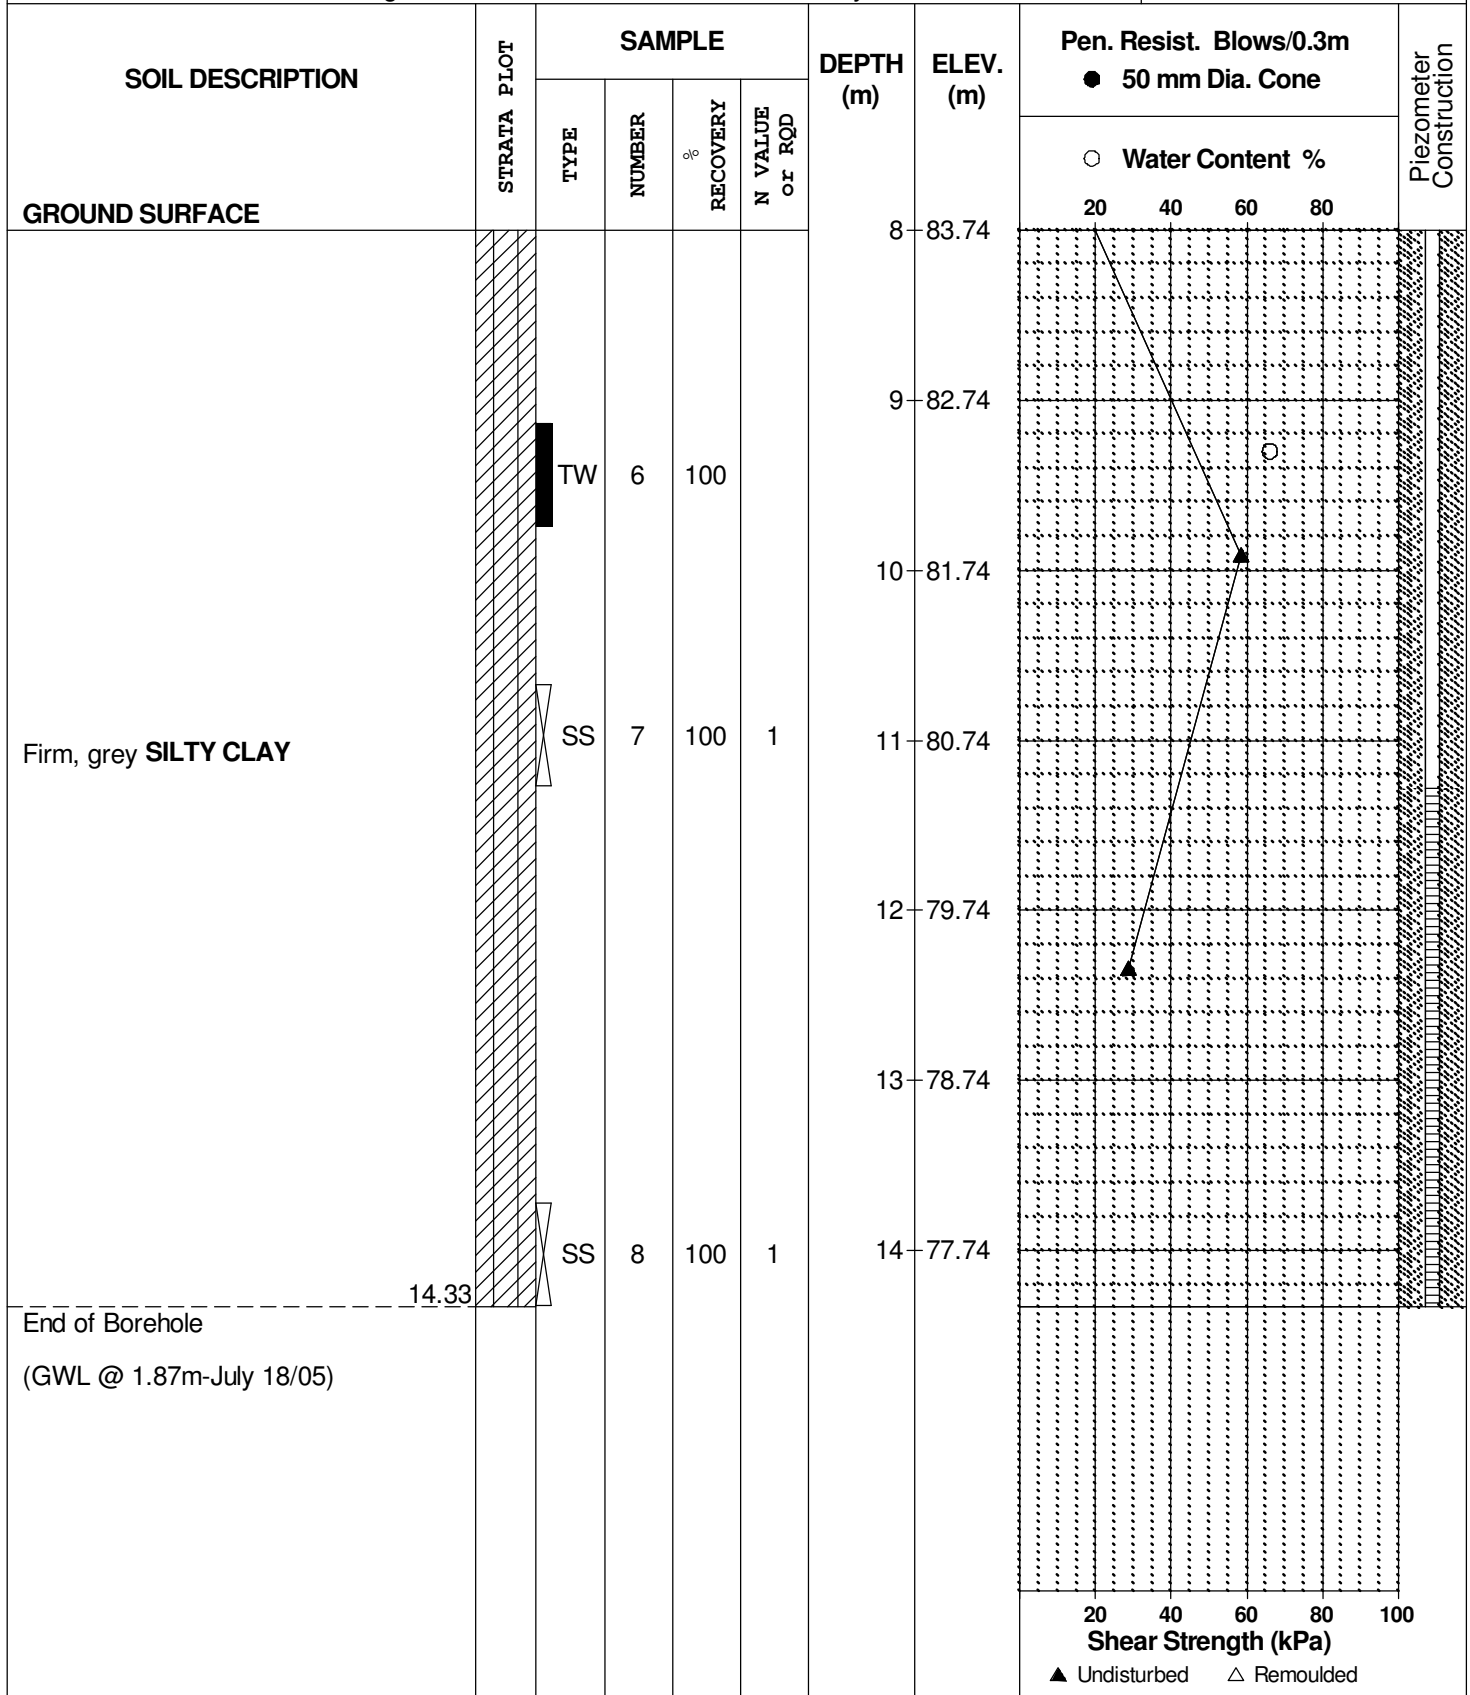 SOIL DESCRIPTION
GROUND SURFACE
STRATA PLOT
SAMPLE
TYPE
NUMBER
% RECOVERY
N VALUE or RQD
DEPTH (m)
ELEV. (m)
Pen. Resist. Blows/0.3m
● 50 mm Dia. Cone
○ Water Content %
20 40 60 80
Piezometer Construction
8 83.74
9 82.74
TW 6 100
10 81.74
Firm, grey SILTY CLAY
SS 7 100 1
11 80.74
12 79.74
13 78.74
SS 8 100 1
14 77.74
14.33
End of Borehole
(GWL @ 1.87m-July 18/05)
20 40 60 80 100
Shear Strength (kPa)
▲ Undisturbed △ Remoulded